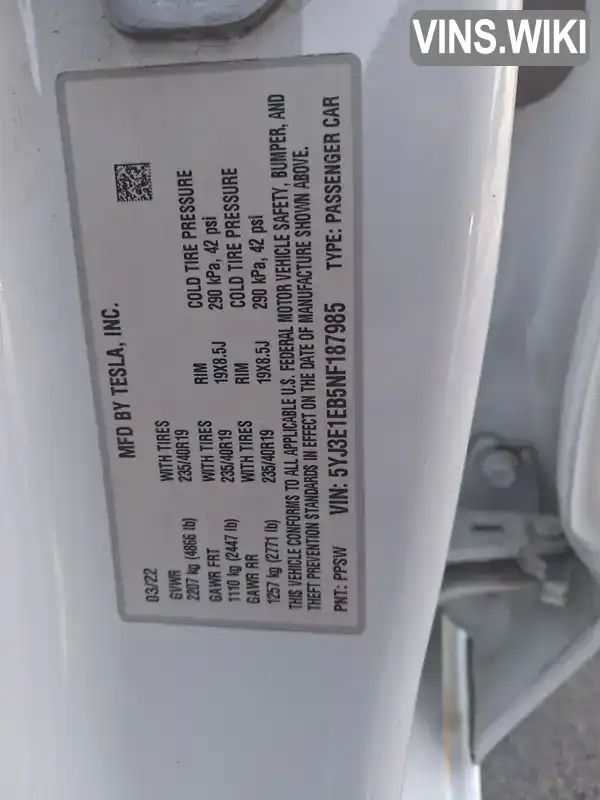 VINS.WIKI
MFD BY TESLA, INC.
03/22
GVWR WITH TIRES
2207 kg (4866 lb) 235/40R19
COLD TIRE PRESSURE
GAWR FRT WITH TIRES RIM 290 kPa, 42 psi
1110 kg (2447 lb) 235/40R19 19X8.5J
COLD TIRE PRESSURE
GAWR RR WITH TIRES RIM 290 kPa, 42 psi
1257 kg (2771 lb) 235/40R19 19X8.5J
THIS VEHICLE CONFORMS TO ALL APPLICABLE U.S. FEDERAL MOTOR VEHICLE SAFETY, BUMPER, AND
THEFT PREVENTION STANDARDS IN EFFECT ON THE DATE OF MANUFACTURE SHOWN ABOVE.
PNT: PPSW VIN: 5YJ3E1EB5NF187985 TYPE: PASSENGER CAR